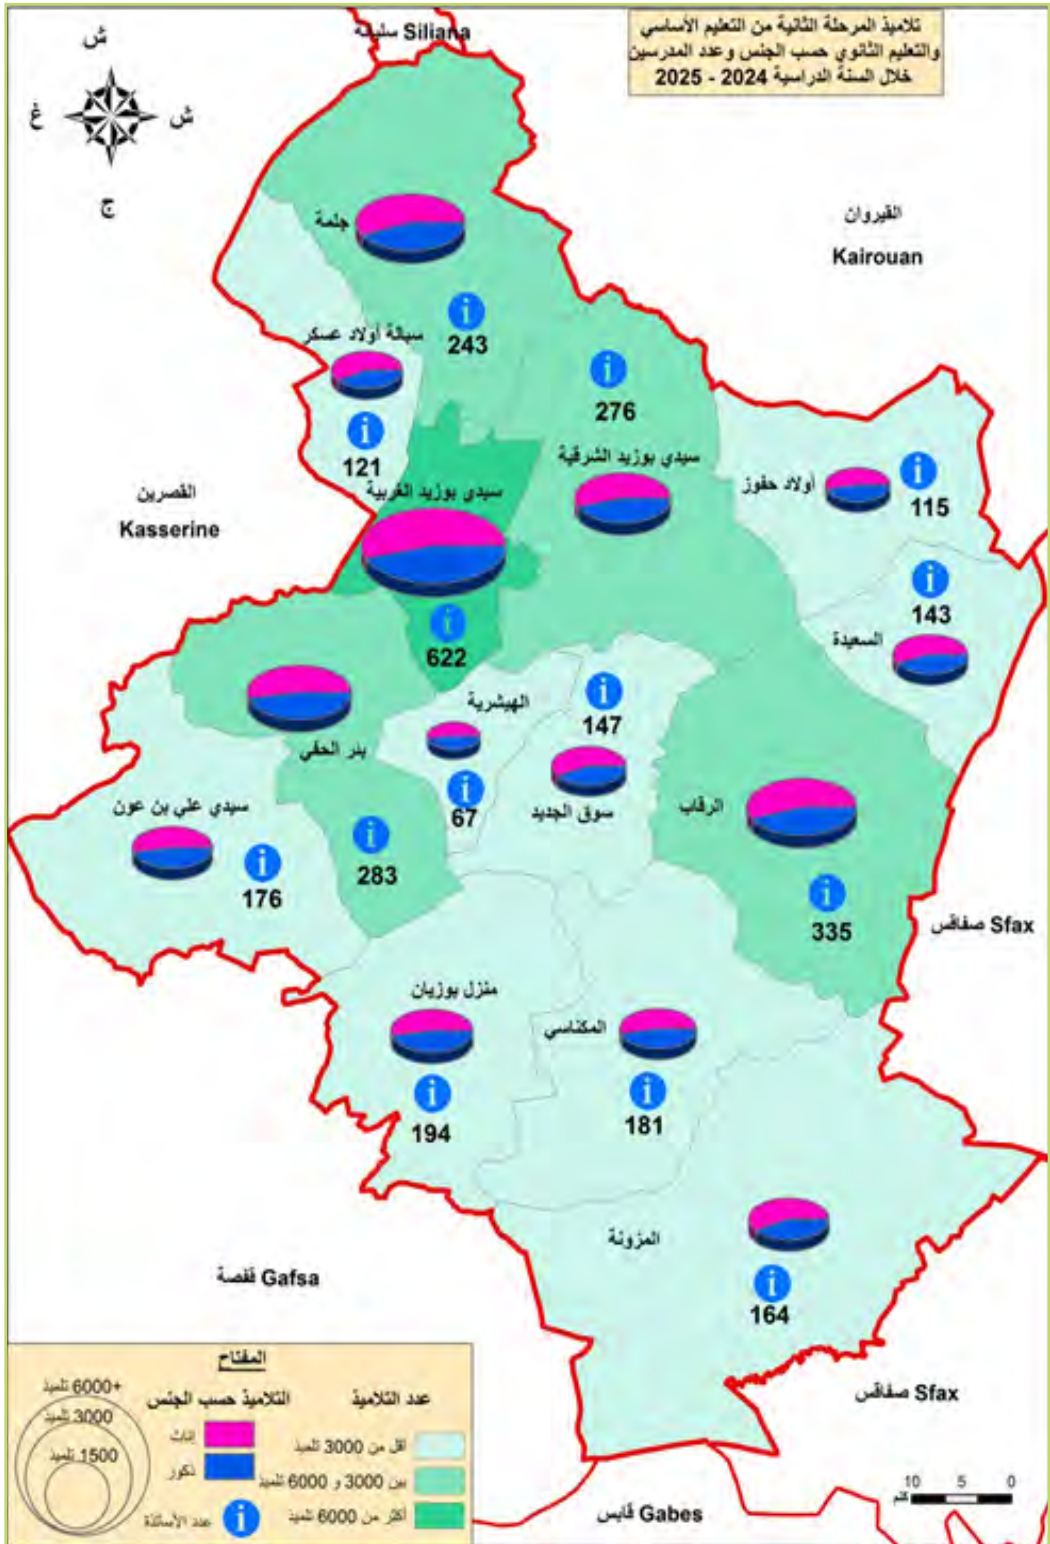 تلاميذ المرحلة الثانية من التعليم الأساسي
والتعليم الثانوي حسب الجنس وعدد المدرسين
خلال السنة الدراسية 2024 - 2025
سليانة Siliana
ش
غ
ش
ج
القيروان
Kairouan
جلمة
243
سبالة أولاد عسكر
121
276
سيدي بوزيد الشرقية
سيدي بوزيد الغربية
622
القصرين
Kasserine
أولاد حفوز
115
143
السعيدة
الهيشرية
67
147
سوق الجديد
بئر الحفي
283
سيدي علي بن عون
176
الرقاب
335
صفاقس Sfax
منزل بوزيان
194
المكناسي
181
المزونة
164
قفصة Gafsa
صفاقس Sfax
قابس Gabes
المفتاح
عدد التلاميذ
أقل من 3000 تلميذ
بين 3000 و 6000 تلميذ
أكثر من 6000 تلميذ
التلاميذ حسب الجنس
إناث
ذكور
عدد الأساتذة
+6000 تلميذ
3000 تلميذ
1500 تلميذ
10 5 0
كلم